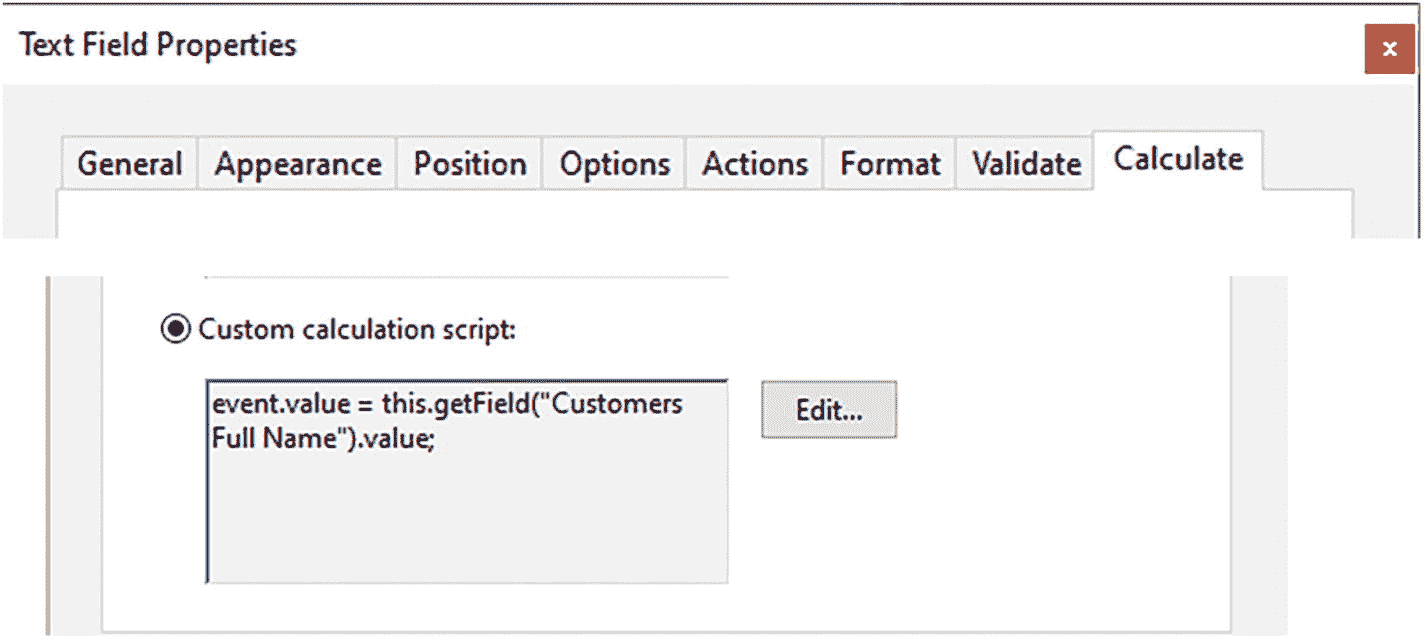 Text Field Properties
x
General Appearance Position Options Actions Format Validate Calculate
Custom calculation script:
event.value = this.getField("Customers
Full Name").value;
Edit...